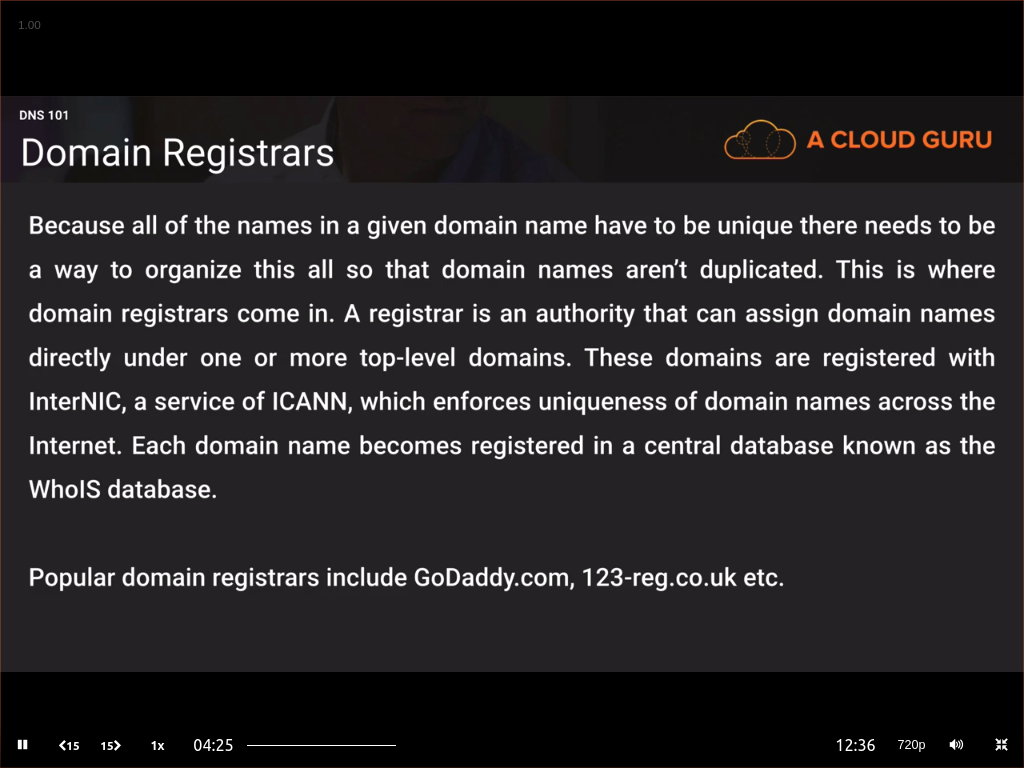 1.00
DNS 101
Domain Registrars
A CLOUD GURU
Because all of the names in a given domain name have to be unique there needs to be
a way to organize this all so that domain names aren’t duplicated. This is where
domain registrars come in. A registrar is an authority that can assign domain names
directly under one or more top-level domains. These domains are registered with
InterNIC, a service of ICANN, which enforces uniqueness of domain names across the
Internet. Each domain name becomes registered in a central database known as the
WhoIS database.
Popular domain registrars include GoDaddy.com, 123-reg.co.uk etc.
15 15 1x 04:25 12:36 720p